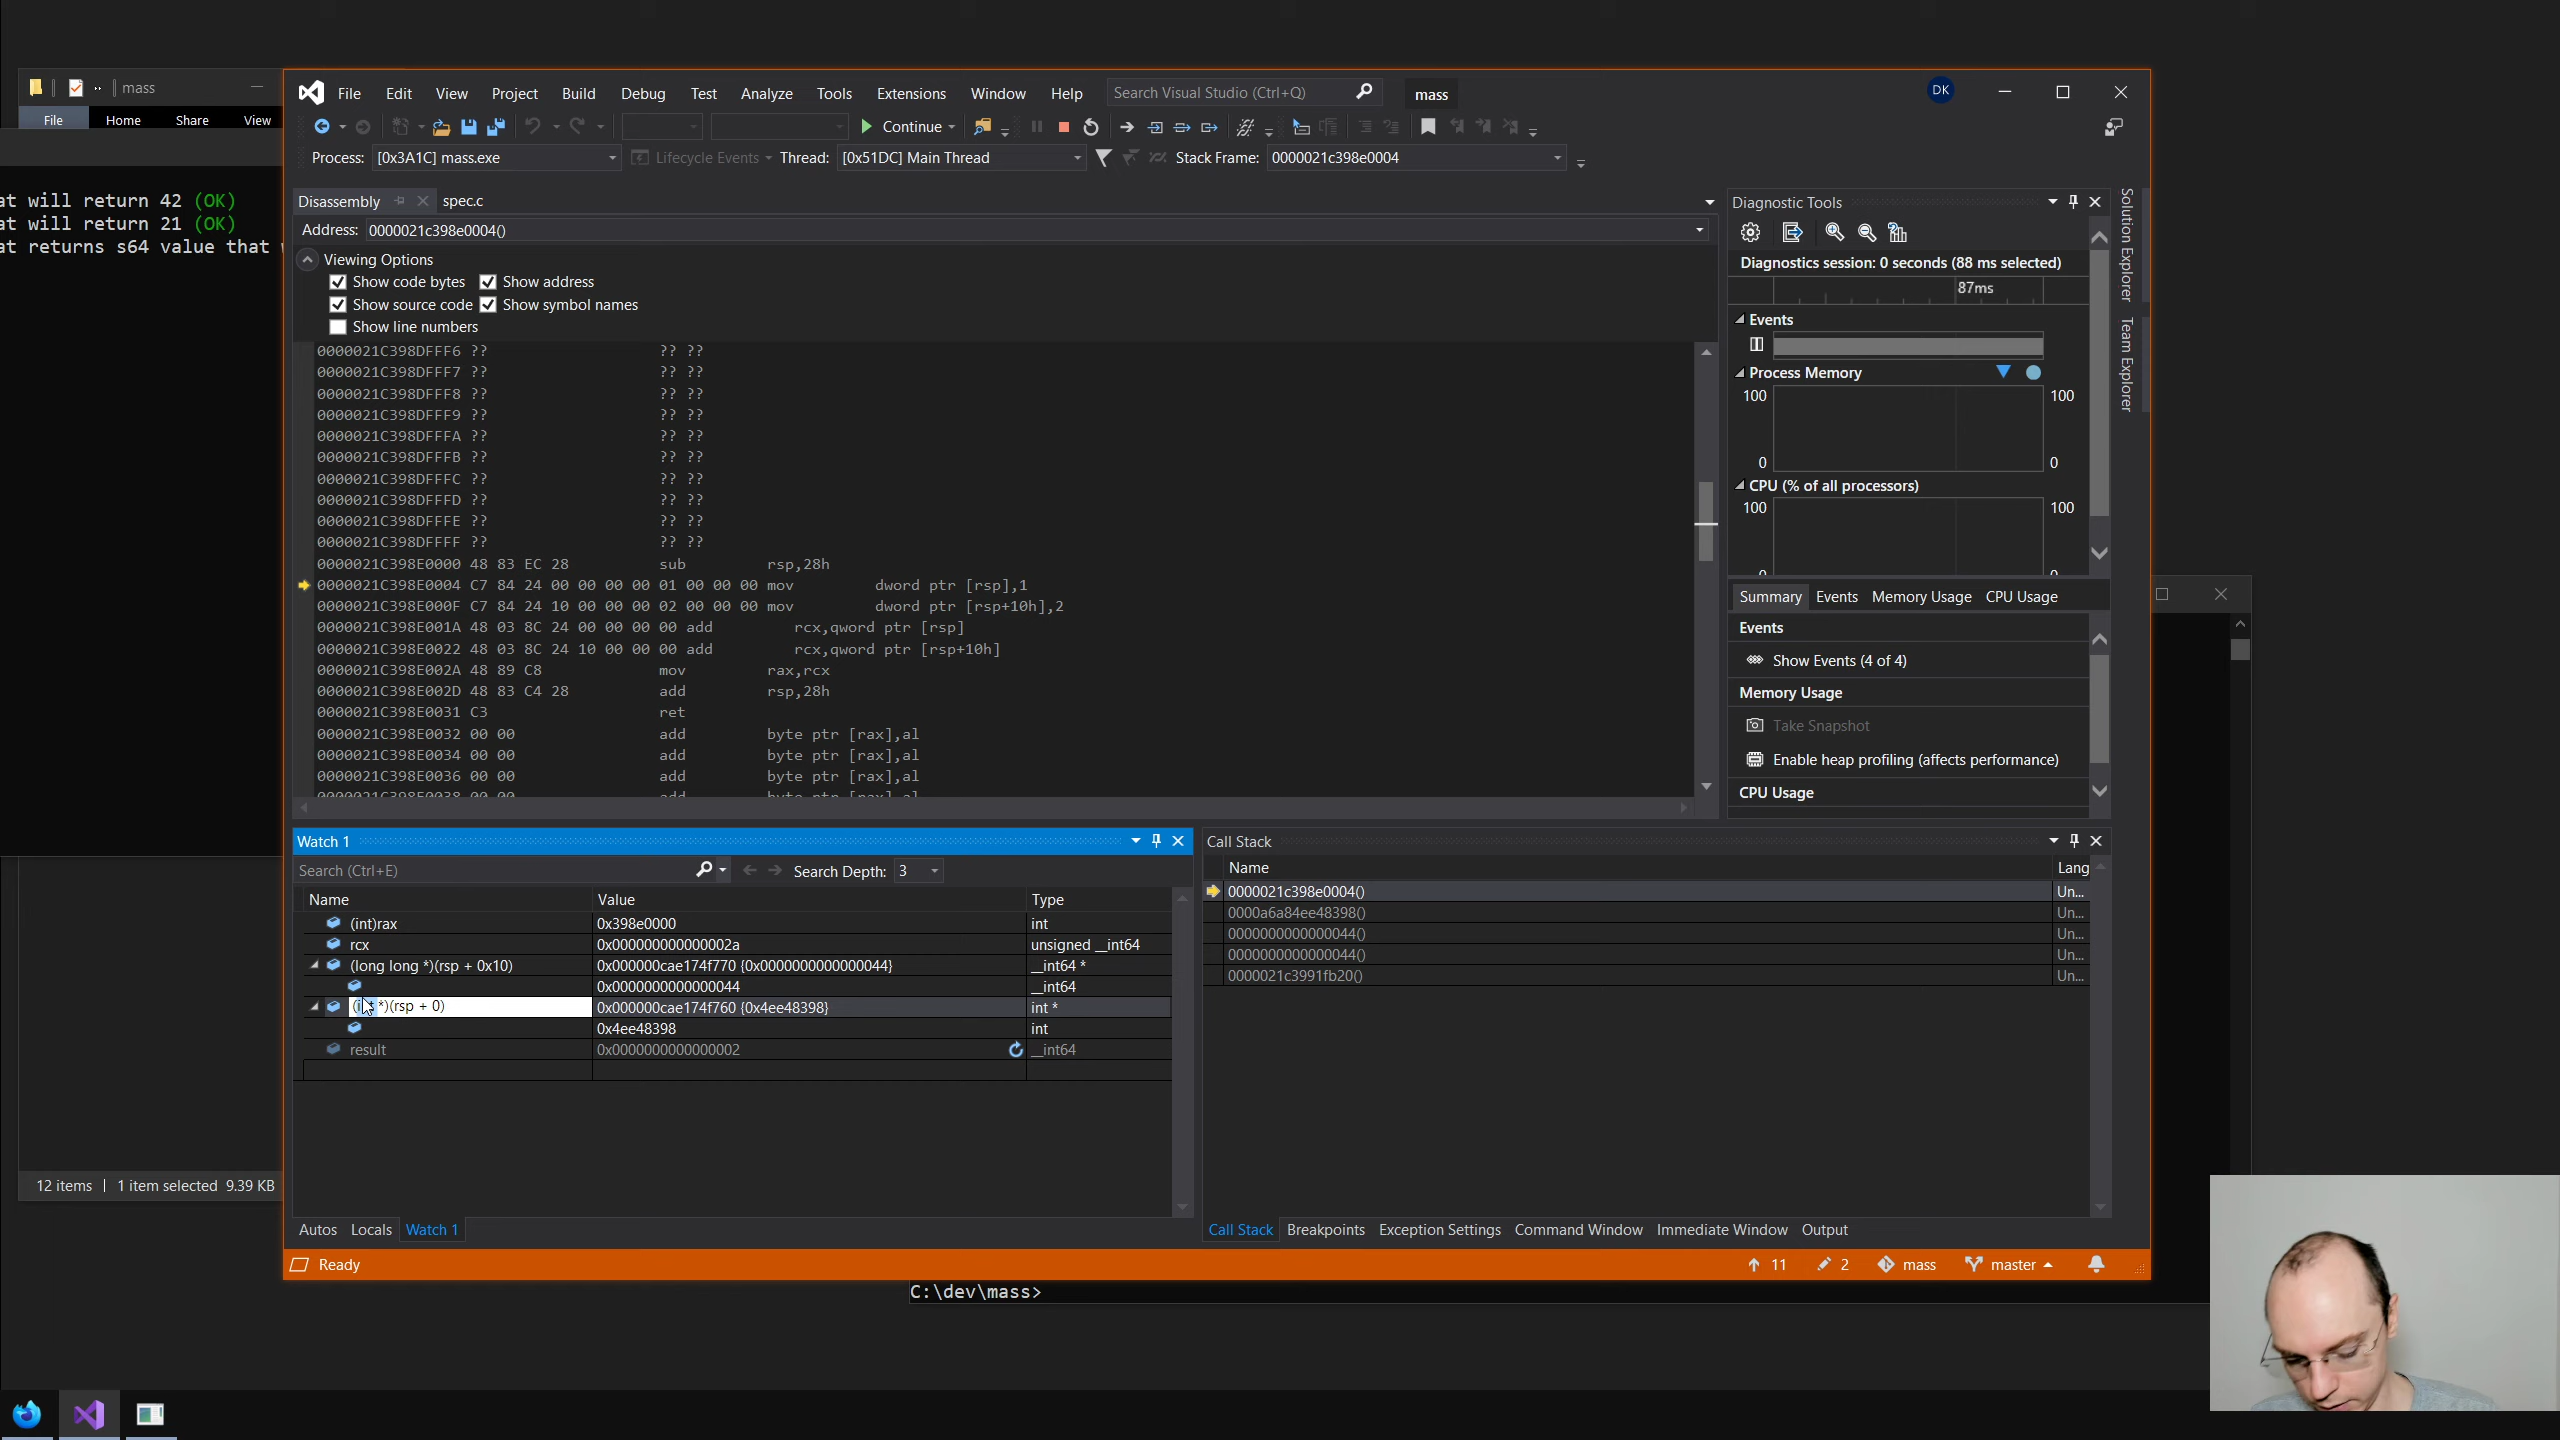 mass
File Home Share View
at will return 42 (OK)
at will return 21 (OK)
at returns s64 value that
12 items | 1 item selected 9.39 KB
File Edit View Project Build Debug Test Analyze Tools Extensions Window Help Search Visual Studio (Ctrl+Q) mass DK
Continue
Process: [0x3A1C] mass.exe Lifecycle Events Thread: [0x51DC] Main Thread Stack Frame: 0000021c398e0004
Disassembly spec.c
Address: 0000021c398e0004()
Viewing Options
Show code bytes Show address
Show source code Show symbol names
Show line numbers
0000021C398DFFF6 ?? ?? ??
0000021C398DFFF7 ?? ?? ??
0000021C398DFFF8 ?? ?? ??
0000021C398DFFF9 ?? ?? ??
0000021C398DFFFA ?? ?? ??
0000021C398DFFFB ?? ?? ??
0000021C398DFFFC ?? ?? ??
0000021C398DFFFD ?? ?? ??
0000021C398DFFFE ?? ?? ??
0000021C398DFFFF ?? ?? ??
0000021C398E0000 48 83 EC 28 sub rsp,28h
0000021C398E0004 C7 84 24 00 00 00 00 01 00 00 00 mov dword ptr [rsp],1
0000021C398E000F C7 84 24 10 00 00 00 02 00 00 00 mov dword ptr [rsp+10h],2
0000021C398E001A 48 03 8C 24 00 00 00 00 add rcx,qword ptr [rsp]
0000021C398E0022 48 03 8C 24 10 00 00 00 add rcx,qword ptr [rsp+10h]
0000021C398E002A 48 89 C8 mov rax,rcx
0000021C398E002D 48 83 C4 28 add rsp,28h
0000021C398E0031 C3 ret
0000021C398E0032 00 00 add byte ptr [rax],al
0000021C398E0034 00 00 add byte ptr [rax],al
0000021C398E0036 00 00 add byte ptr [rax],al
0000021C398E0038 00 00 add byte ptr [rax],al
Diagnostic Tools
Diagnostics session: 0 seconds (88 ms selected)
87ms
Events
Process Memory
100 100
0 0
CPU (% of all processors)
100 100
0 0
Summary Events Memory Usage CPU Usage
Events
Show Events (4 of 4)
Memory Usage
Take Snapshot
Enable heap profiling (affects performance)
CPU Usage
Solution Explorer
Team Explorer
Watch 1
Search (Ctrl+E) Search Depth: 3
Name Value Type
(int)rax 0x398e0000 int
rcx 0x000000000000002a unsigned __int64
(long long *)(rsp + 0x10) 0x000000cae174f770 {0x0000000000000044} __int64 *
0x0000000000000044 __int64
(int *)(rsp + 0) 0x000000cae174f760 {0x4ee48398} int *
0x4ee48398 int
result 0x0000000000000002 __int64
Autos Locals Watch 1
Call Stack
Name Lang
0000021c398e0004() Un...
0000a6a84ee48398() Un...
0000000000000044() Un...
0000000000000044() Un...
0000021c3991fb20() Un...
Call Stack Breakpoints Exception Settings Command Window Immediate Window Output
Ready 11 2 mass master
C:\dev\mass>